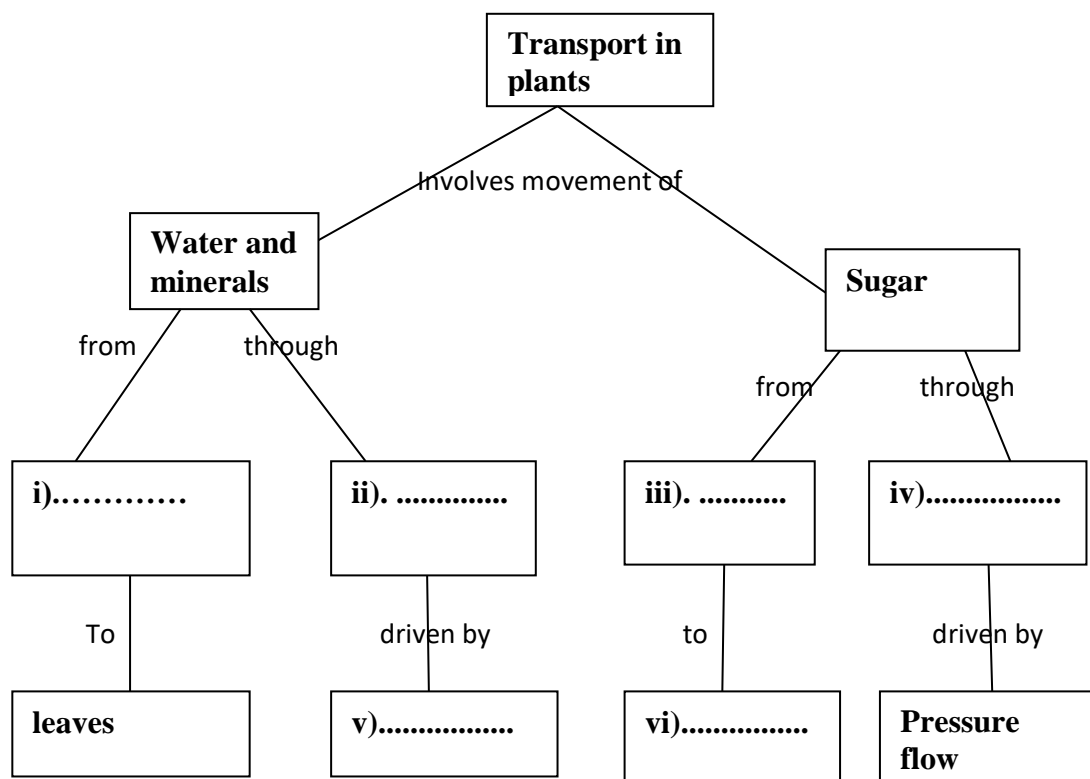 Transport in
plants
Involves movement of
Water and
minerals
Sugar
from
through
from
through
i).…………
ii). ..............
iii). ...........
iv).................
To
driven by
to
driven by
leaves
v).................
vi)................
Pressure
flow